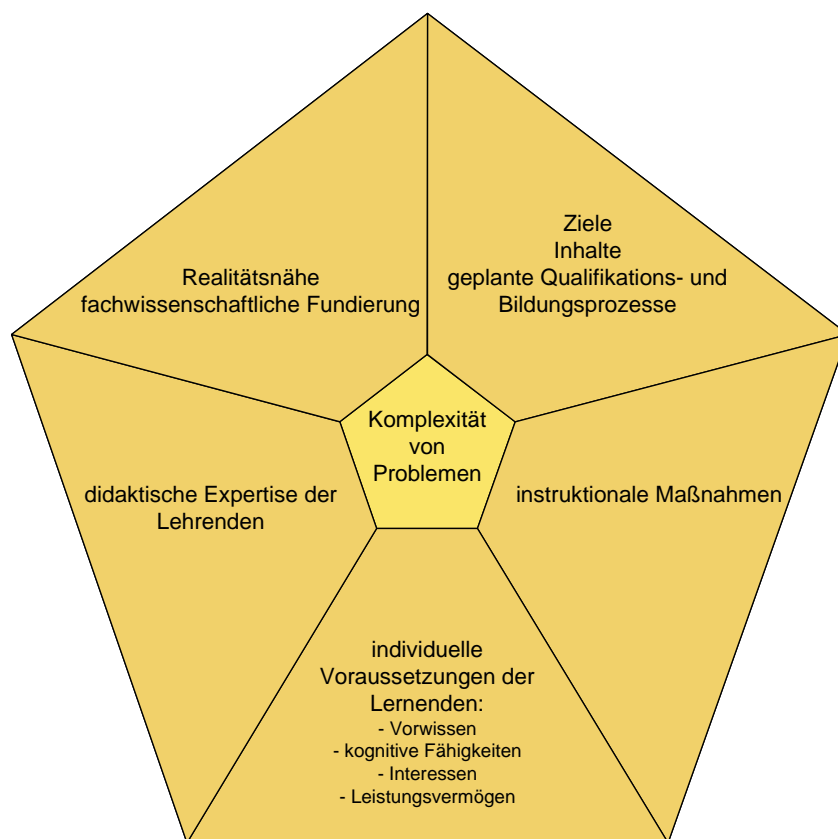 Ziele
Inhalte
geplante Qualifikations- und
Bildungsprozesse
Realitätsnähe
fachwissenschaftliche Fundierung
Komplexität
von
Problemen
didaktische Expertise der
Lehrenden
instruktionale Maßnahmen
individuelle
Voraussetzungen der
Lernenden:
- Vorwissen
- kognitive Fähigkeiten
- Interessen
- Leistungsvermögen